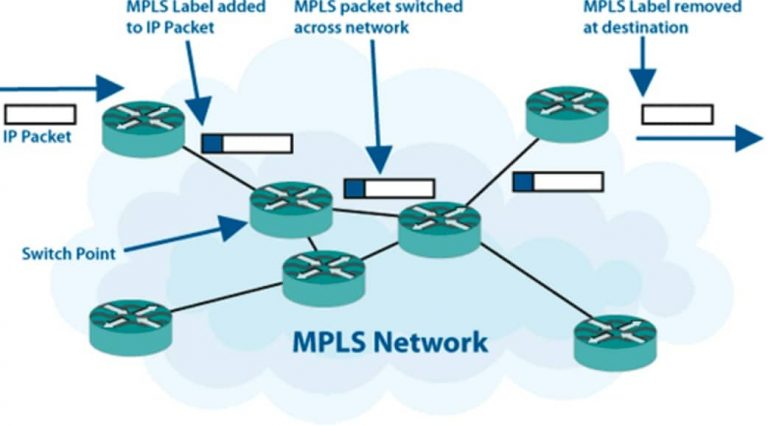 MPLS Label added
to IP Packet
MPLS packet switched
across network
MPLS Label removed
at destination
IP Packet
Switch Point
MPLS Network